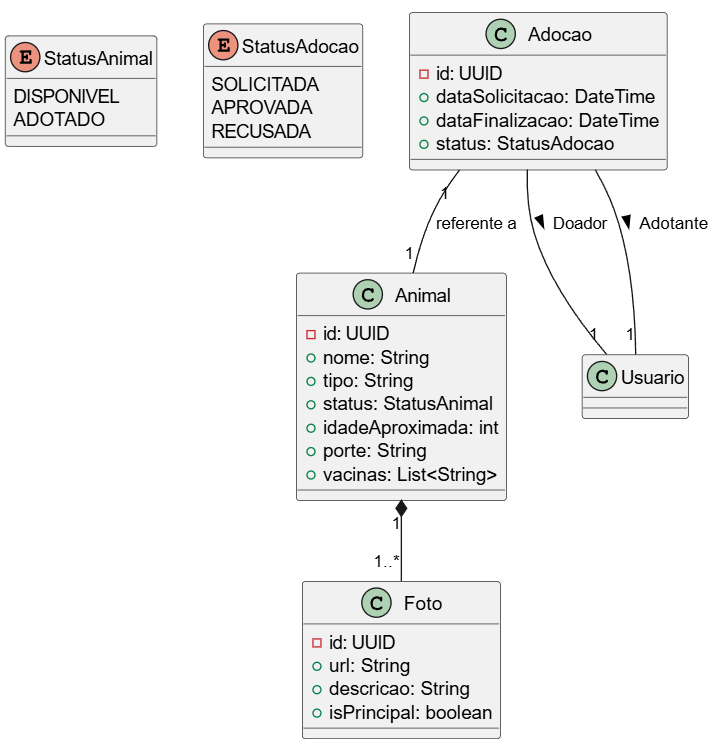 E StatusAnimal
DISPONIVEL
ADOTADO
E StatusAdocao
SOLICITADA
APROVADA
RECUSADA
C Adocao
id: UUID
dataSolicitacao: DateTime
dataFinalizacao: DateTime
status: StatusAdocao
1
referente a
1
Doador
1
Adotante
1
C Animal
id: UUID
nome: String
tipo: String
status: StatusAnimal
idadeAproximada: int
porte: String
vacinas: List<String>
C Usuario
1
1..*
C Foto
id: UUID
url: String
descricao: String
isPrincipal: boolean